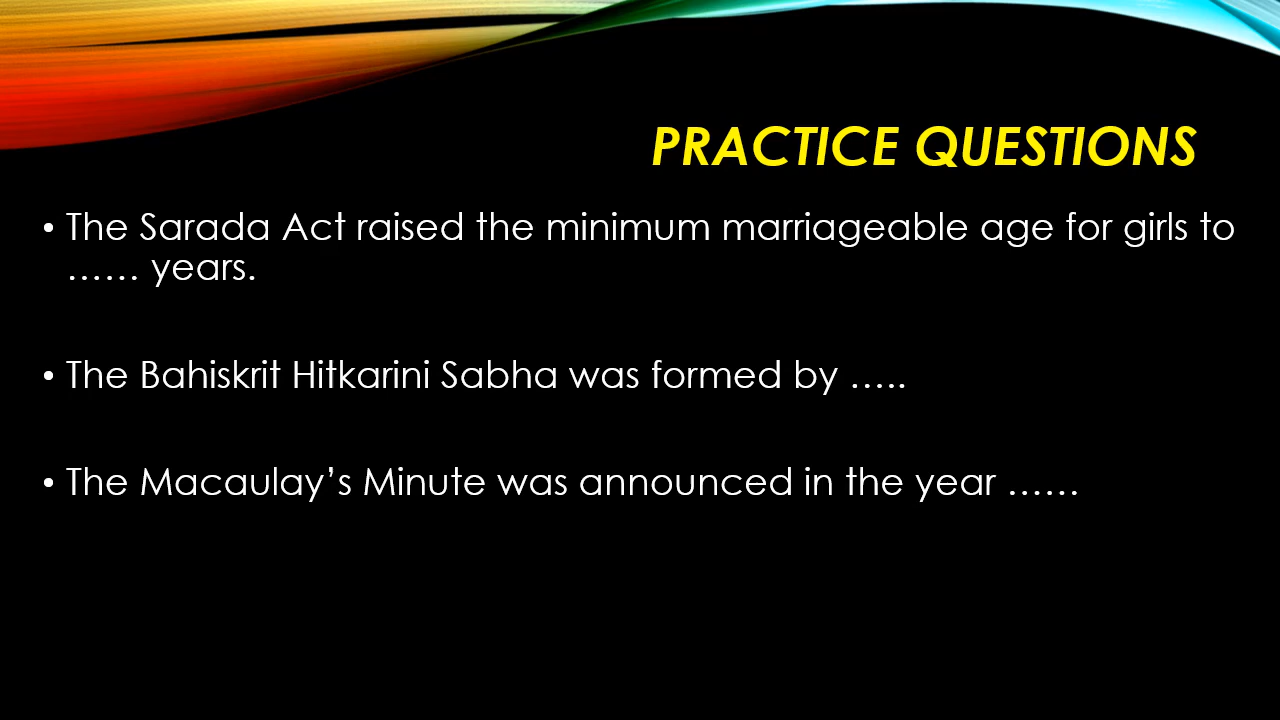 PRACTICE QUESTIONS
• The Sarada Act raised the minimum marriageable age for girls to
…… years.
• The Bahiskrit Hitkarini Sabha was formed by …..
• The Macaulay’s Minute was announced in the year ……